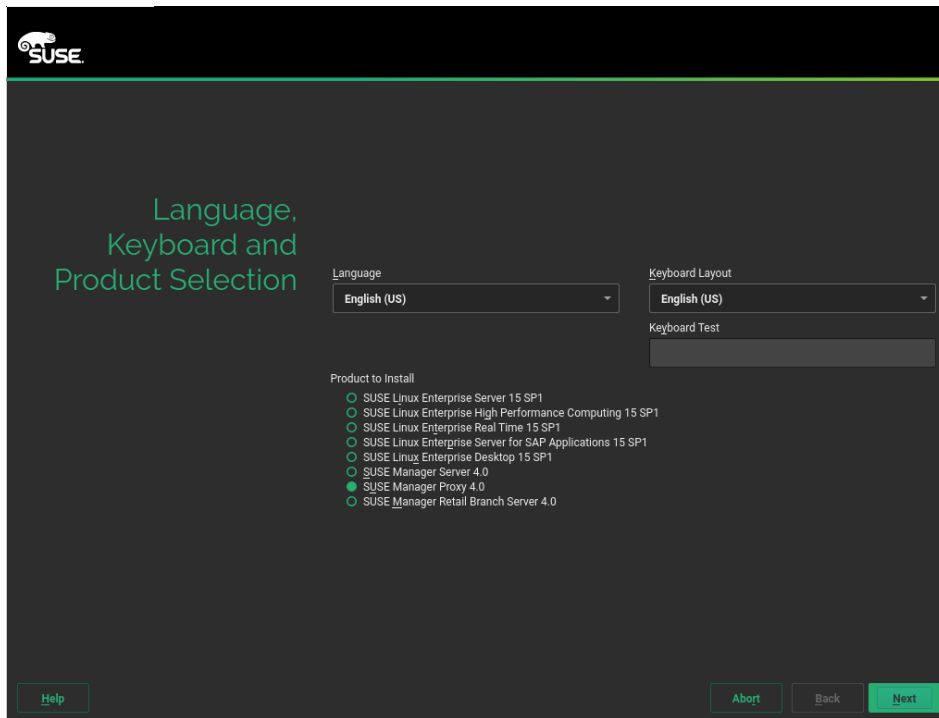 SUSE.
Language,
Keyboard and
Product Selection
Language
Keyboard Layout
English (US)
English (US)
Keyboard Test
Product to Install
SUSE Linux Enterprise Server 15 SP1
SUSE Linux Enterprise High Performance Computing 15 SP1
SUSE Linux Enterprise Real Time 15 SP1
SUSE Linux Enterprise Server for SAP Applications 15 SP1
SUSE Linux Enterprise Desktop 15 SP1
SUSE Manager Server 4.0
SUSE Manager Proxy 4.0
SUSE Manager Retail Branch Server 4.0
Help
Abort
Back
Next